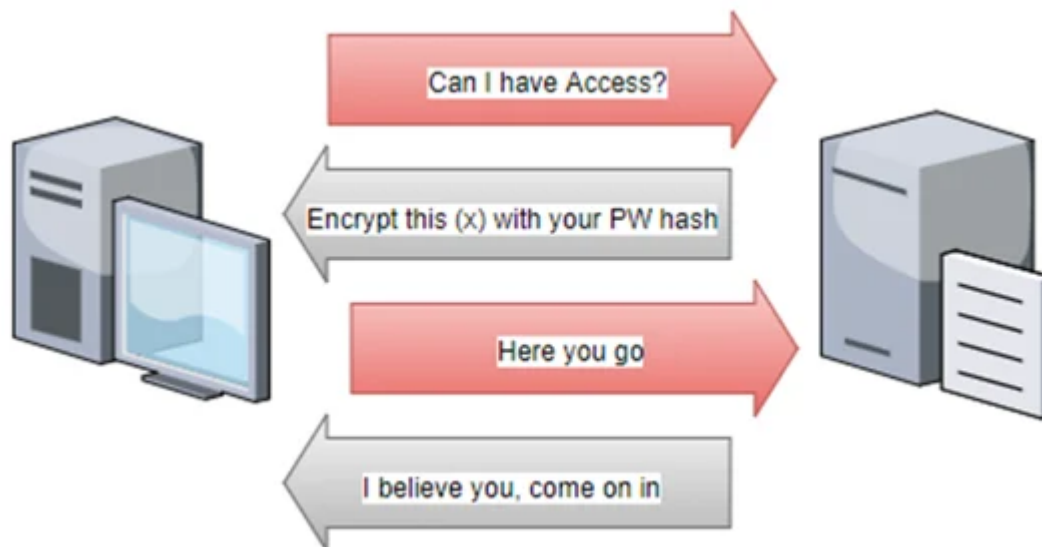 Can I have Access?
Encrypt this (x) with your PW hash
Here you go
I believe you, come on in